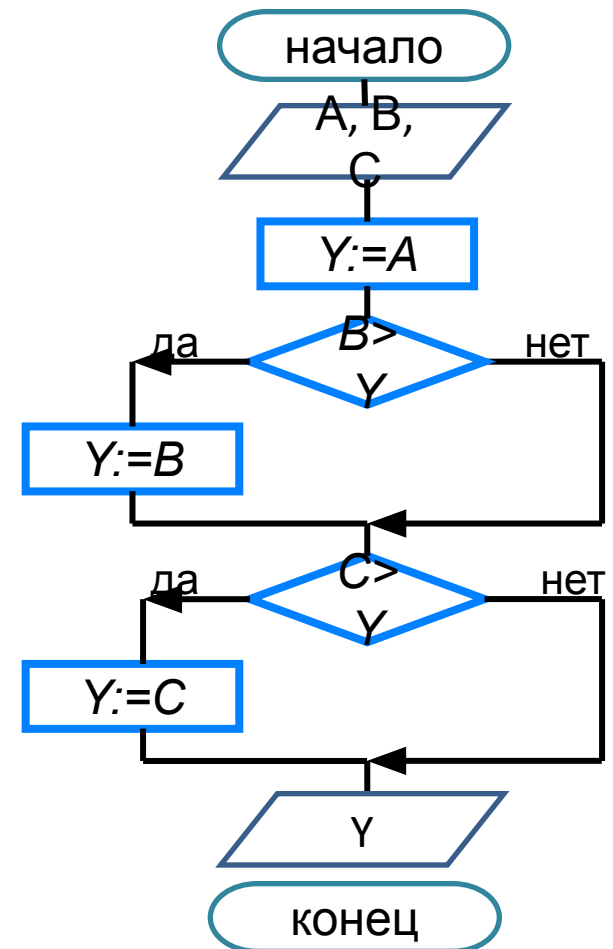 начало
A, B,
C
Y:=A
B>
Y
да
нет
Y:=B
C>
Y
да
нет
Y:=C
Y
конец